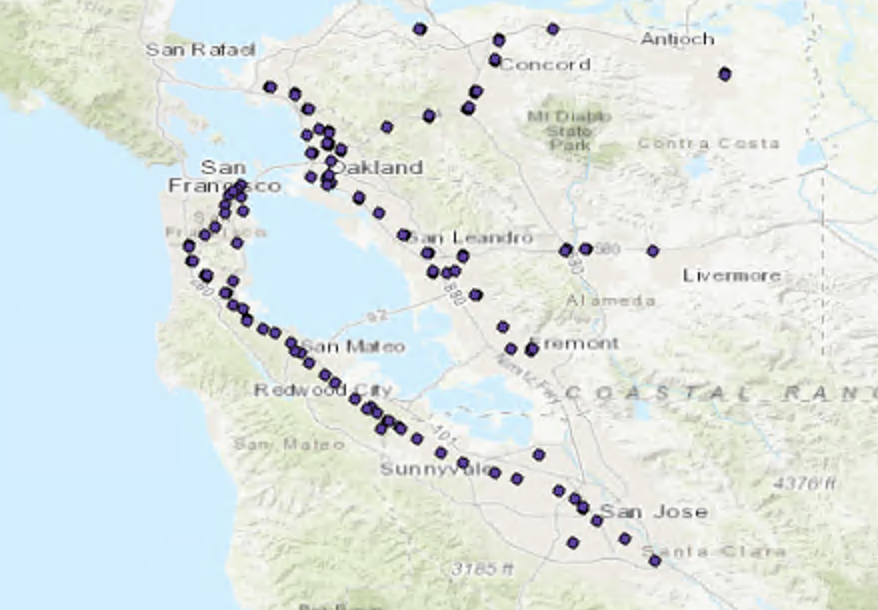 San Rafael
Antioch
Concord
Mt Diablo
State
Park
Contra Costa
San
Francisco
Oakland
San Leandro
580
Livermore
280
880
Alameda
92
San Mateo
Fremont
COASTAL RANG
Redwood City
101
San Mateo
Sunnyvale
4376 ft
San Jose
Santa Clara
3185 ft